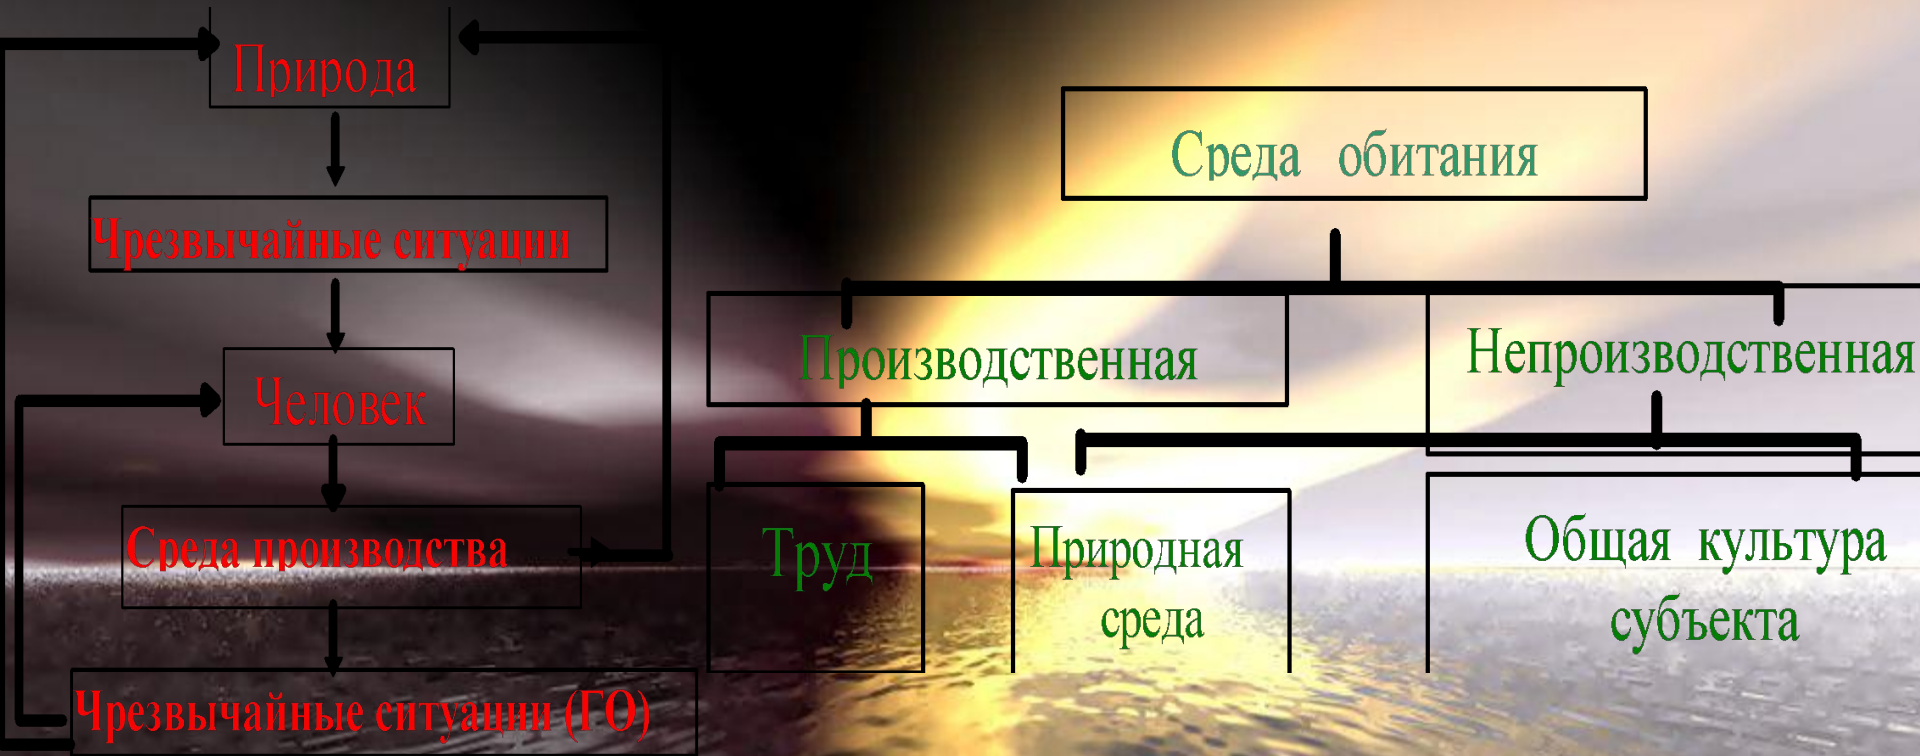 Природа
Чрезвычайные ситуации
Человек
Среда производства
Чрезвычайные ситуации (ГО)
Среда обитания
Производственная
Непроизводственная
Труд
Природная
среда
Общая культура
субъекта